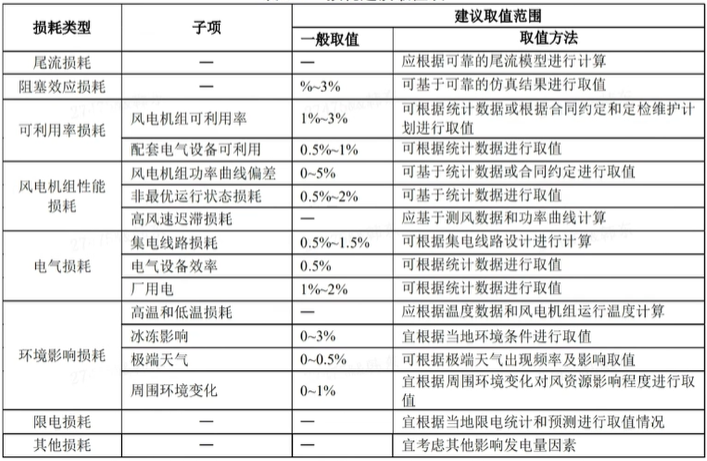 损耗类型 子项 建议取值范围
一般取值 取值方法
尾流损耗 — — 应根据可靠的尾流模型进行计算
阻塞效应损耗 — %~3% 可基于可靠的仿真结果进行取值
可利用率损耗 风电机组可利用率 1%~3% 可根据统计数据或根据合同约定和定检维护计
划进行取值
配套电气设备可利用 0.5%~1% 可根据统计数据进行取值
风电机组性能
损耗
风电机组功率曲线偏差 0~5% 可基于统计数据或合同约定进行取值
非最优运行状态损耗 0.5%~2% 可基于统计数据进行取值
高风速迟滞损耗 — 应基于测风数据和功率曲线计算
电气损耗 集电线路损耗 0.5%~1.5% 可根据集电线路设计进行计算
电气设备效率 0.5% 可根据统计数据进行取值
厂用电 1%~2% 可根据统计数据进行取值
环境影响损耗 高温和低温损耗 — 应根据温度数据和风电机组运行温度计算
冰冻影响 0~3% 宜根据当地环境条件进行取值
极端天气 0~0.5% 可根据极端天气出现频率及影响取值
周围环境变化 0~1% 宜根据周围环境变化对风资源影响程度进行取
值
限电损耗 — — 宜根据当地限电统计和预测进行取值情况
其他损耗 — — 宜考虑其他影响发电量因素